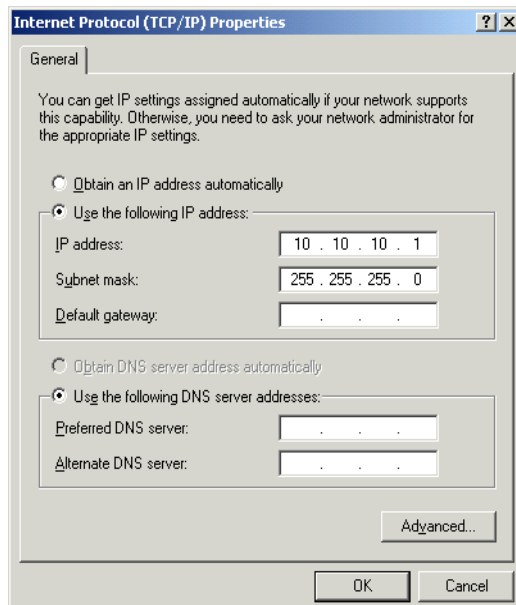 Internet Protocol (TCP/IP) Properties
General
You can get IP settings assigned automatically if your network supports
this capability. Otherwise, you need to ask your network administrator for
the appropriate IP settings.
Obtain an IP address automatically
Use the following IP address:
IP address: 10 . 10 . 10 . 1
Subnet mask: 255 . 255 . 255 . 0
Default gateway: . . .
Obtain DNS server address automatically
Use the following DNS server addresses:
Preferred DNS server: . . .
Alternate DNS server: . . .
Advanced...
OK Cancel